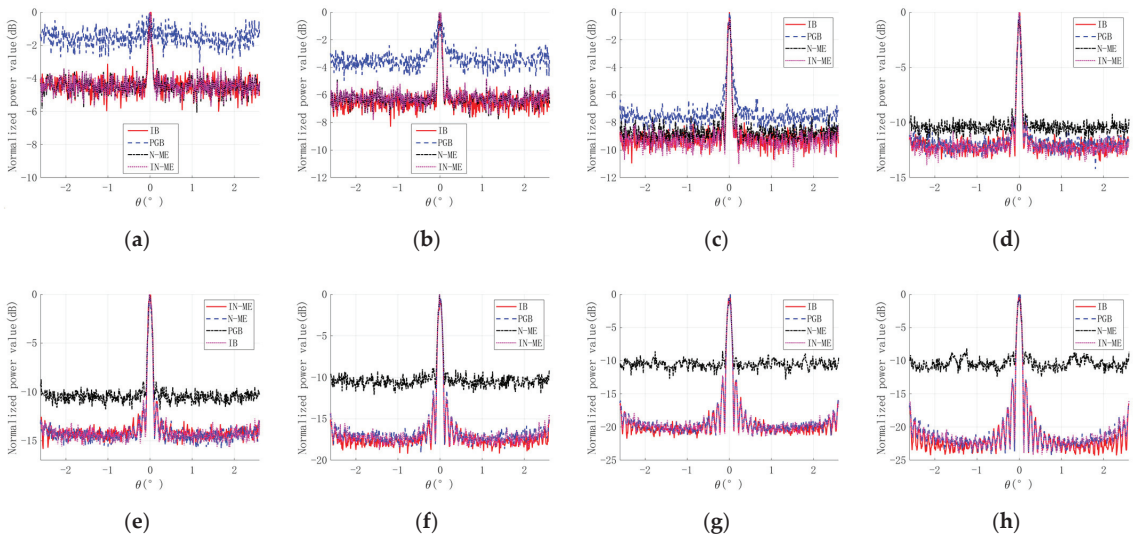 Normalized power value(dB)
0
-2
-4
-6
-8
-10
IB
PGB
N-ME
IN-ME
-2
-1
0
1
2
θ(°)
(a)
Normalized power value(dB)
0
-2
-4
-6
-8
-10
-12
IB
PGB
N-ME
IN-ME
-2
-1
0
1
2
θ(°)
(b)
Normalized power value(dB)
0
-2
-4
-6
-8
-10
-12
IB
PGB
N-ME
IN-ME
-2
-1
0
1
2
θ(°)
(c)
Normalized power value(dB)
0
-5
-10
-15
IB
PGB
N-ME
IN-ME
-2
-1
0
1
2
θ(°)
(d)
Normalized power value(dB)
0
-5
-10
-15
IN-ME
N-ME
PGB
IB
-2
-1
0
1
2
θ(°)
(e)
Normalized power value(dB)
0
-5
-10
-15
-20
IB
PGB
N-ME
IN-ME
-2
-1
0
1
2
θ(°)
(f)
Normalized power value(dB)
0
-5
-10
-15
-20
-25
IB
PGB
N-ME
IN-ME
-2
-1
0
1
2
θ(°)
(g)
Normalized power value(dB)
0
-5
-10
-15
-20
-25
IB
PGB
N-ME
IN-ME
-2
-1
0
1
2
θ(°)
(h)